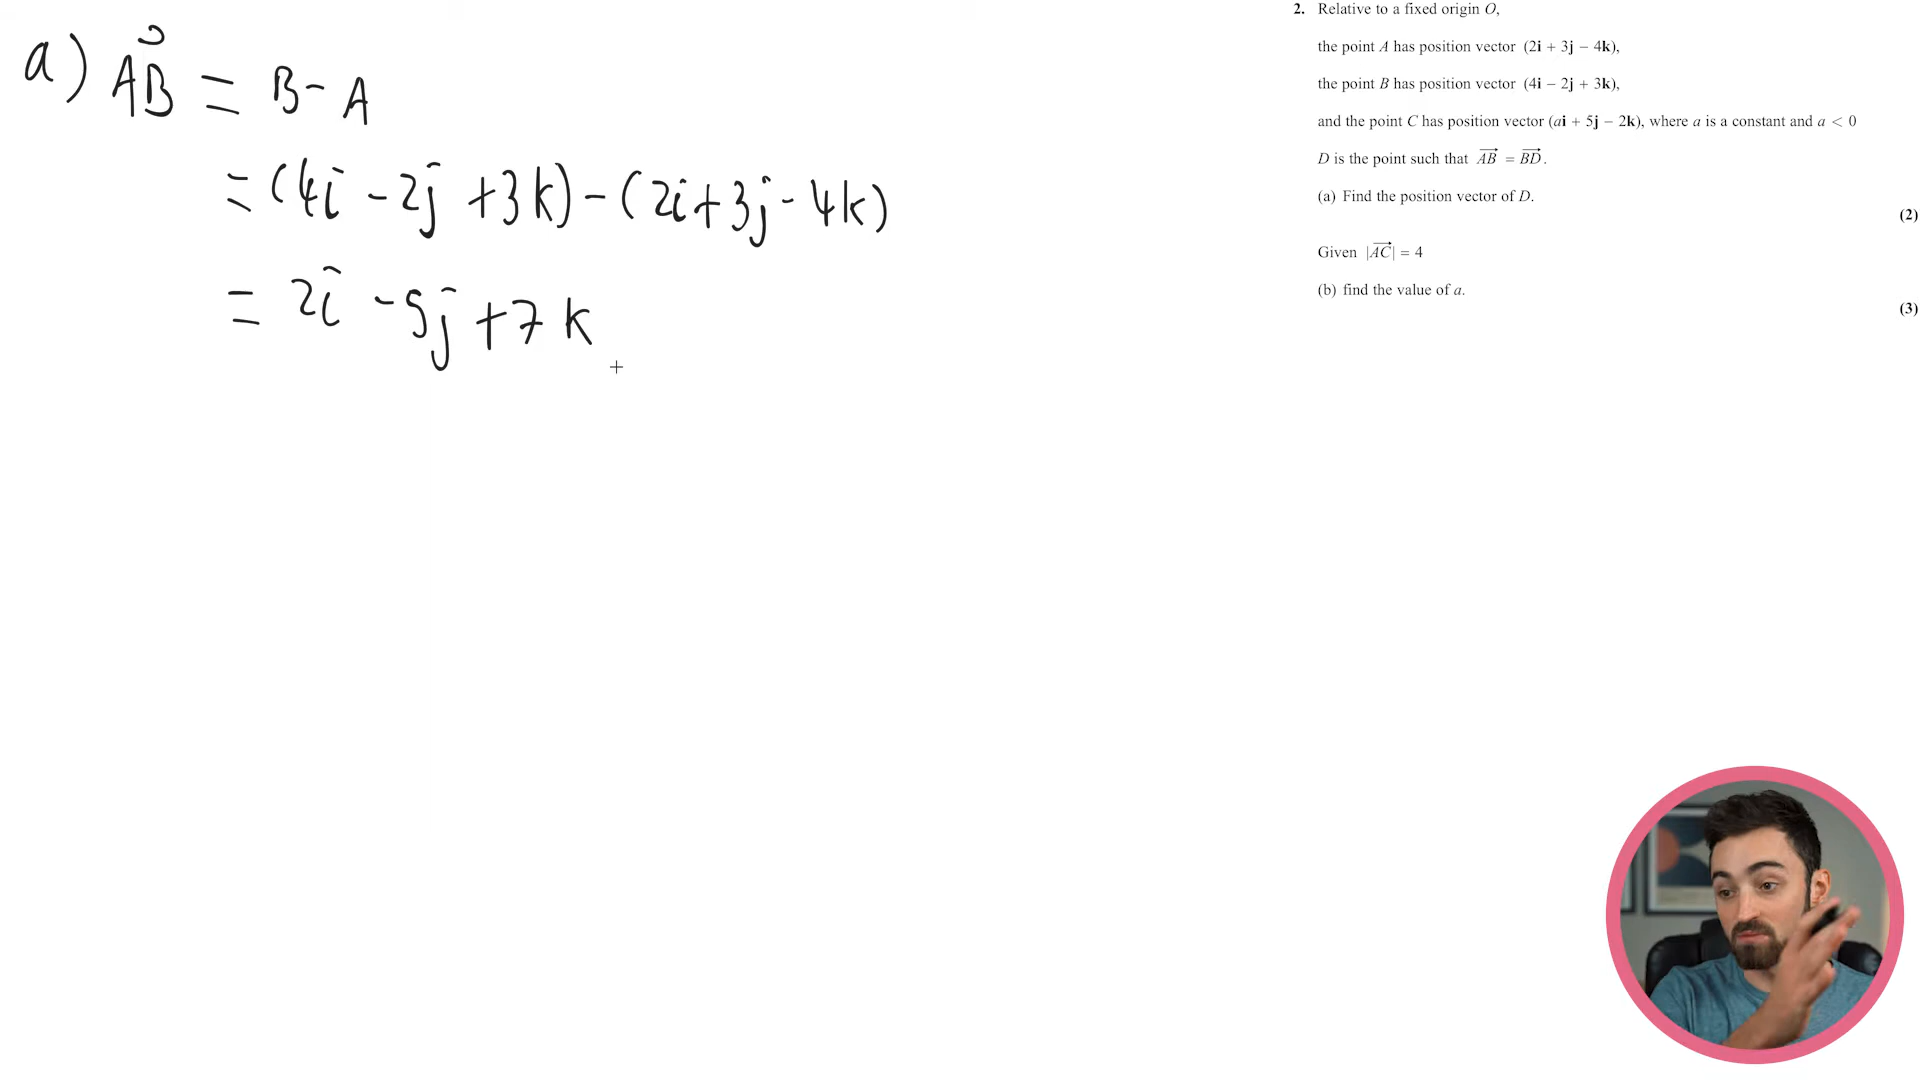 a) AB⃗ = B - A
= (4i - 2j + 3k) - (2i + 3j - 4k)
= 2i - 5j + 7k
2. Relative to a fixed origin O,
the point A has position vector (2i + 3j − 4k),
the point B has position vector (4i − 2j + 3k),
and the point C has position vector (ai + 5j − 2k), where a is a constant and a < 0
D is the point such that AB⃗ = BD⃗.
(a) Find the position vector of D.
(2)
Given |AC⃗| = 4
(b) find the value of a.
(3)